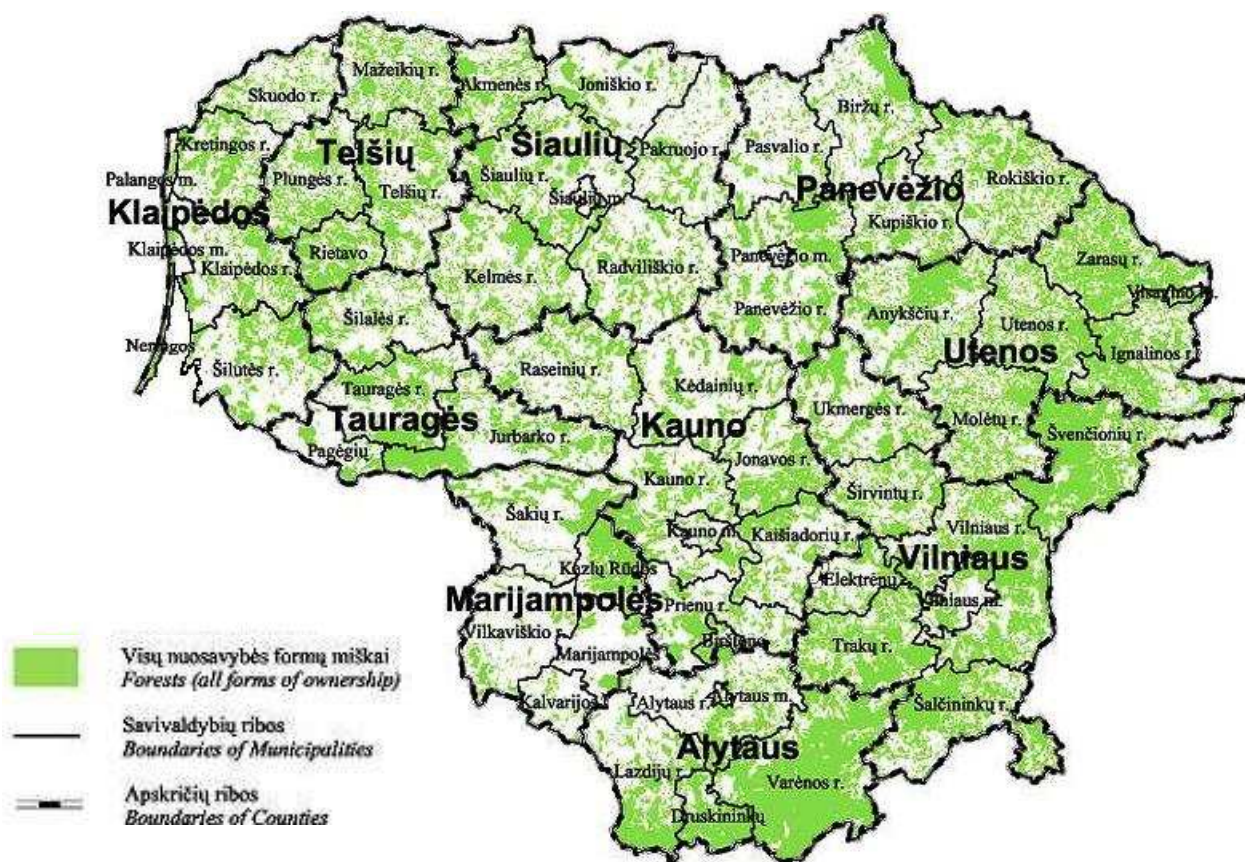 Mažeikių r.
Skuodo r.
Akmenės r.
Joniškio r.
Biržų r.
Kretingos r.
Telšių
Šiaulių
Pakruojo r.
Pasvalio r.
Palangos m.
Plungės r.
Telšių r.
Šiaulių r.
Šiaulių m.
Panevėžio
Rokiškio r.
Klaipėdos
Kupiškio r.
Klaipėdos m.
Klaipėdos r.
Rietavo
Kelmės r.
Radviliškio r.
Panevėžio m.
Zarasų r.
Panevėžio r.
Anykščių r.
Utenos r.
Šilalės r.
Utenos
Ignalinos r.
Šilutės r.
Tauragės r.
Raseinių r.
Kėdainių r.
Ukmergės r.
Molėtų r.
Švenčionių r.
Tauragės
Kauno
Jurbarko r.
Pagėgių
Jonavos r.
Kauno r.
Širvintų r.
Šakių r.
Kauno m.
Kaišiadorių r.
Vilniaus r.
Vilniaus
Kazlų Rūdos
Elektrėnų
Marijampolės
Prienų r.
Vilkaviškio r.
Birštono
Trakų r.
Marijampolės
Kalvarijos
Alytaus r.
Alytaus m.
Šalčininkų r.
Alytaus
Lazdijų r.
Varėnos r.
Druskininkų
Visų nuosavybės formų miškai
Forests (all forms of ownership)
Savivaldybių ribos
Boundaries of Municipalities
Apskričių ribos
Boundaries of Counties